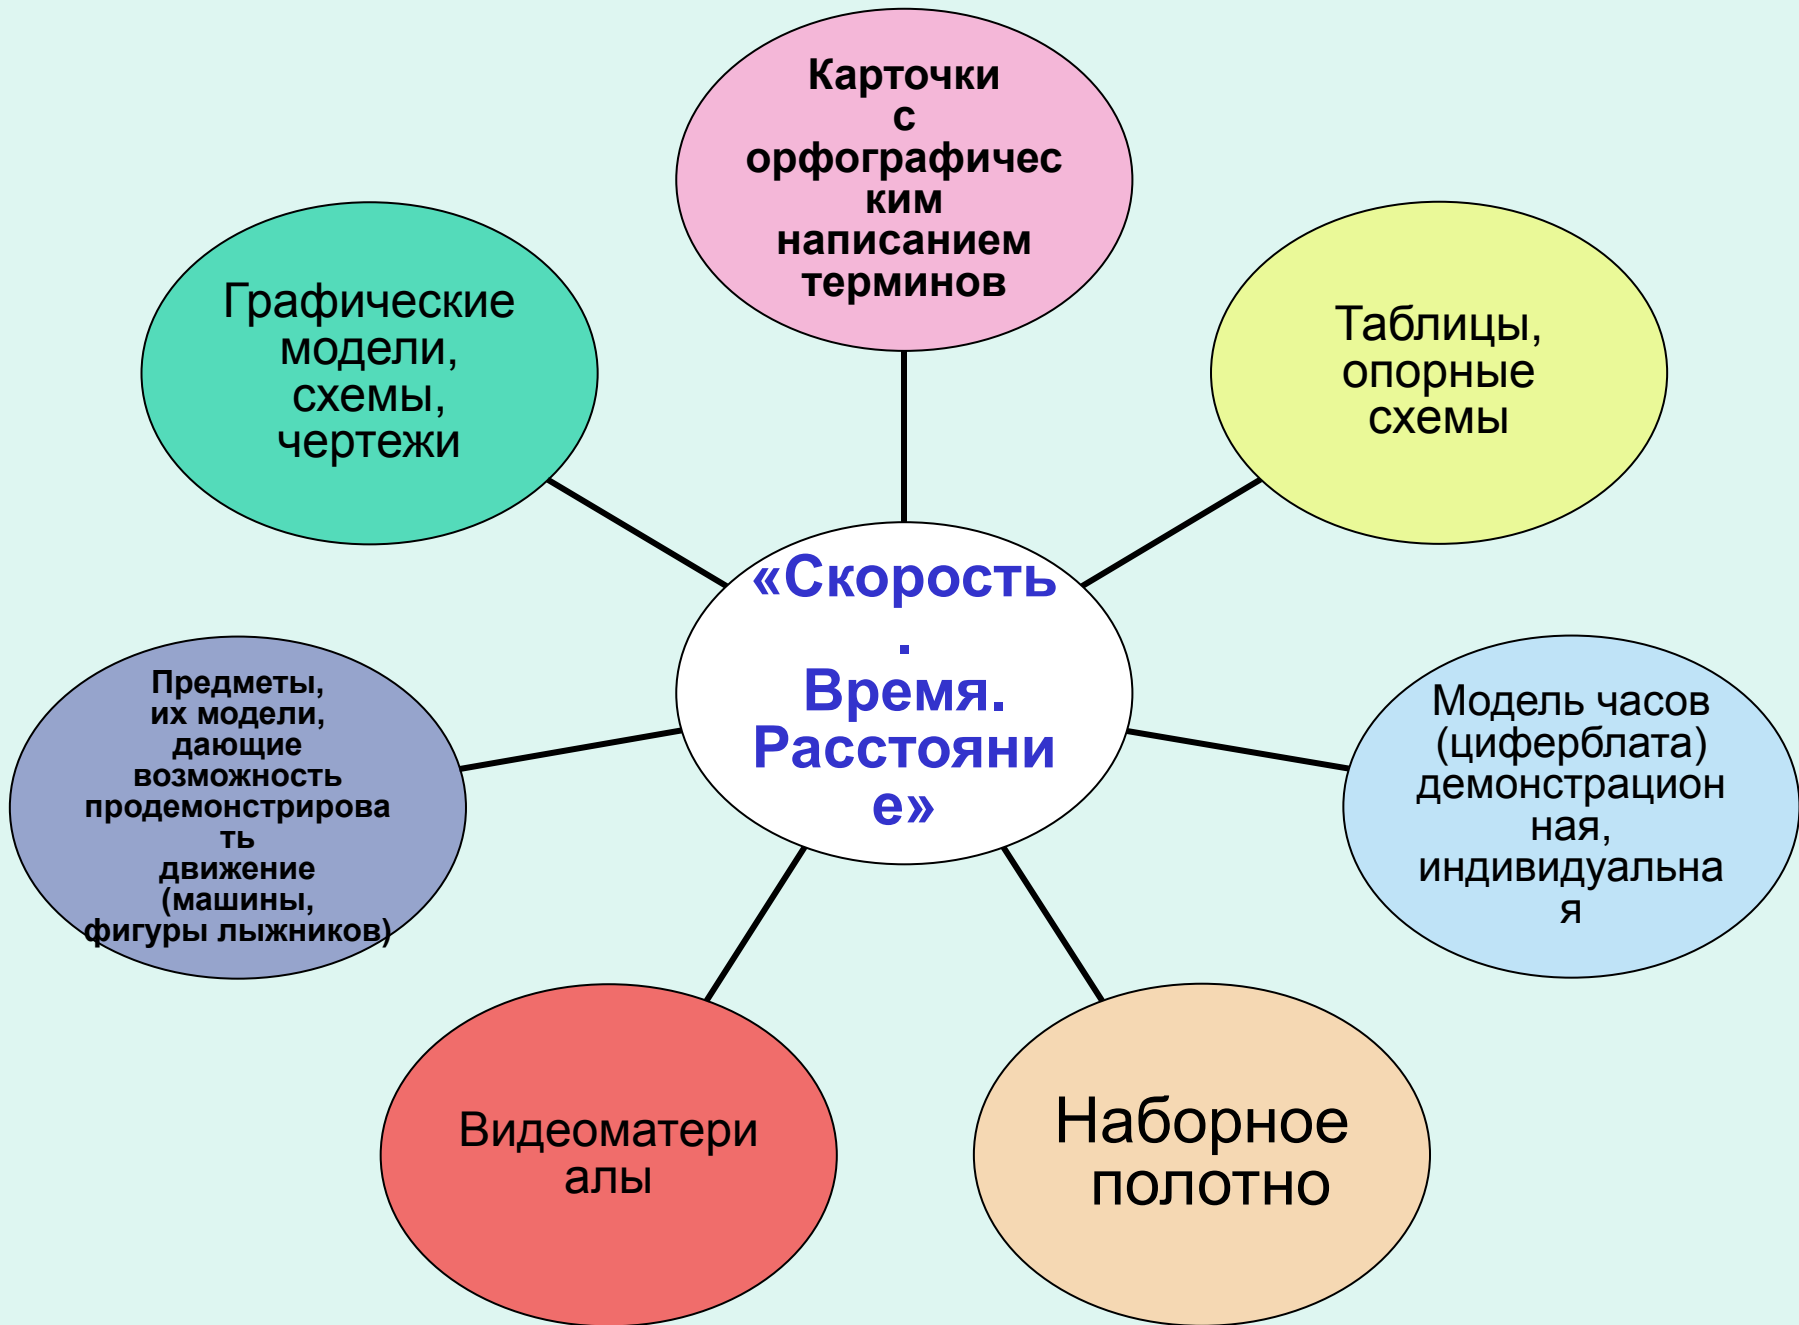 Карточки
с
орфографичес
ким
написанием
терминов
Графические
модели,
схемы,
чертежи
Таблицы,
опорные
схемы
«Скорость
.
Время.
Расстояни
е»
Предметы,
их модели,
дающие
возможность
продемонстрирова
ть
движение
(машины,
фигуры лыжников)
Модель часов
(циферблата)
демонстрацион
ная,
индивидуальна
я
Видеоматери
алы
Наборное
полотно